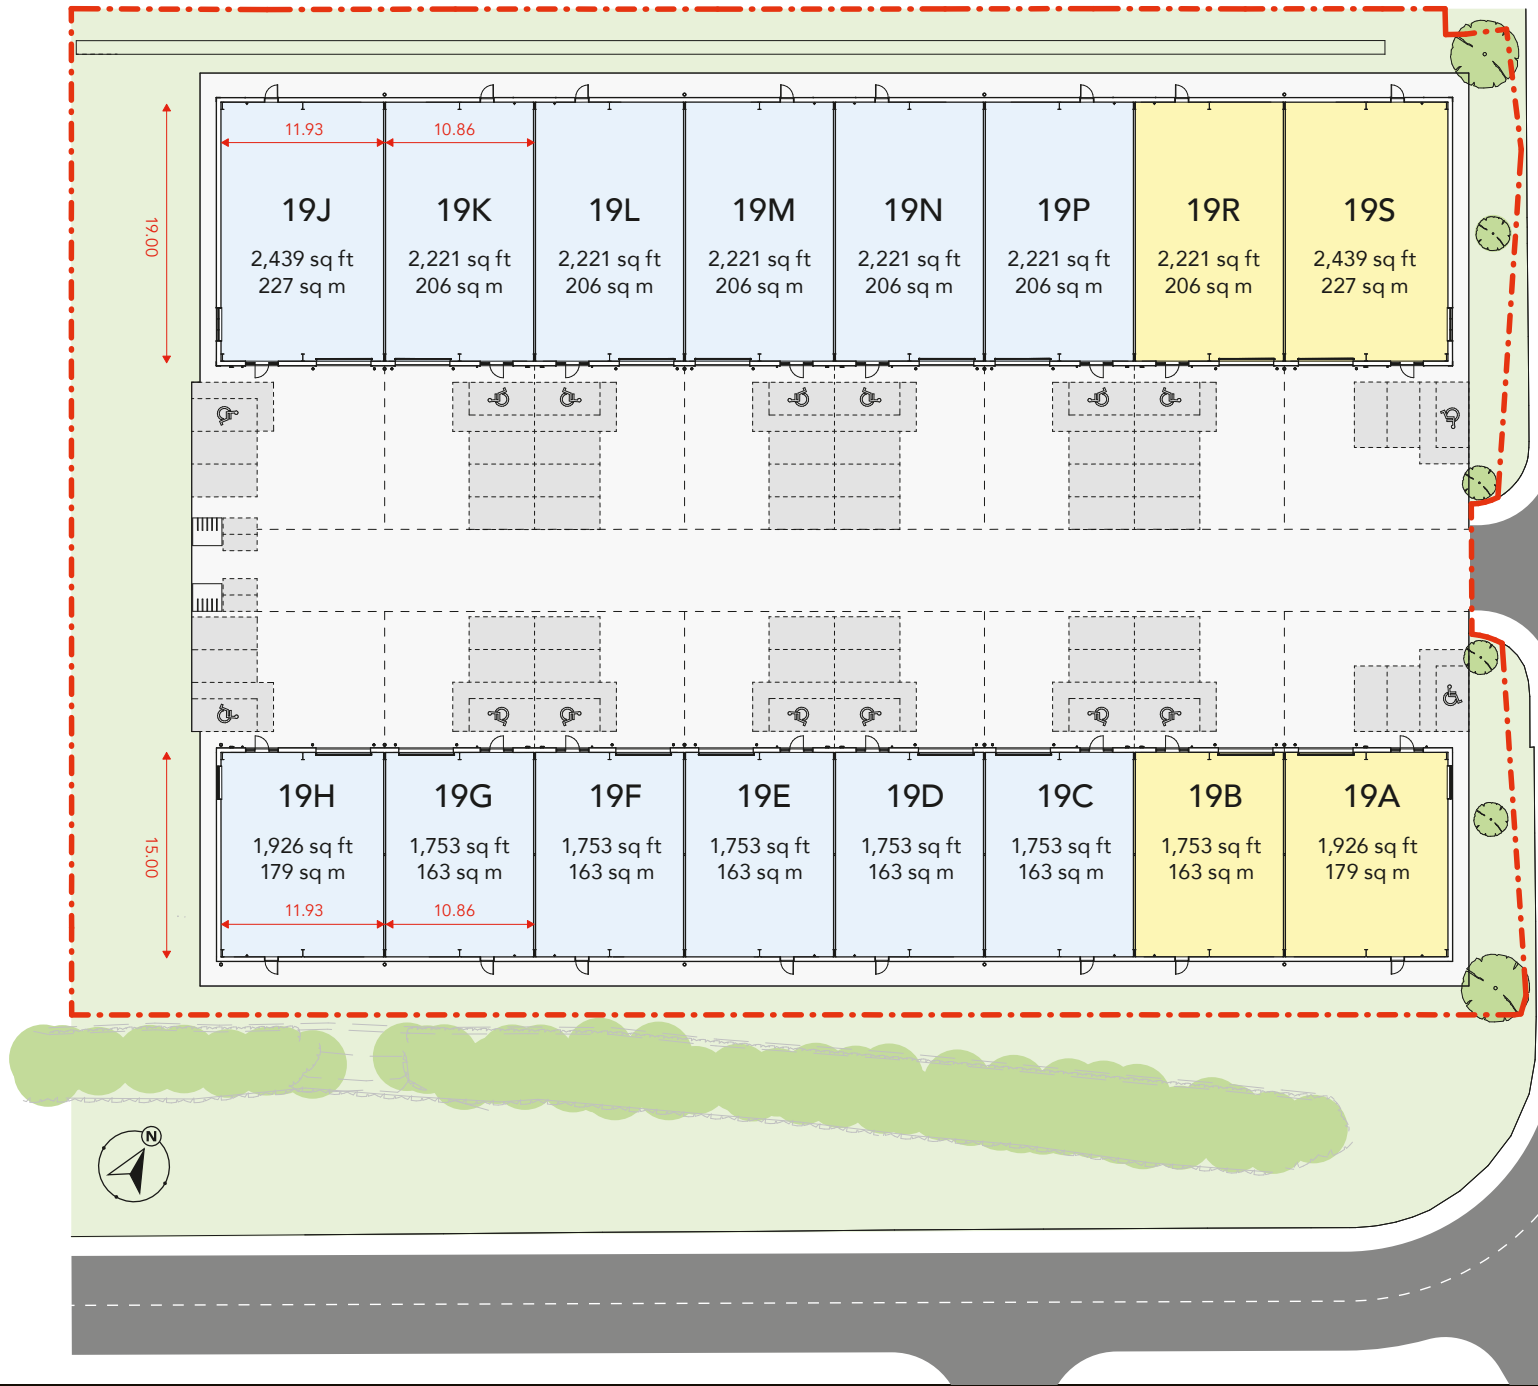 11.93
10.86
19.00
19J
2,439 sq ft
227 sq m
19K
2,221 sq ft
206 sq m
19L
2,221 sq ft
206 sq m
19M
2,221 sq ft
206 sq m
19N
2,221 sq ft
206 sq m
19P
2,221 sq ft
206 sq m
19R
2,221 sq ft
206 sq m
19S
2,439 sq ft
227 sq m
15.00
19H
1,926 sq ft
179 sq m
19G
1,753 sq ft
163 sq m
19F
1,753 sq ft
163 sq m
19E
1,753 sq ft
163 sq m
19D
1,753 sq ft
163 sq m
19C
1,753 sq ft
163 sq m
19B
1,753 sq ft
163 sq m
19A
1,926 sq ft
179 sq m
11.93
10.86
N